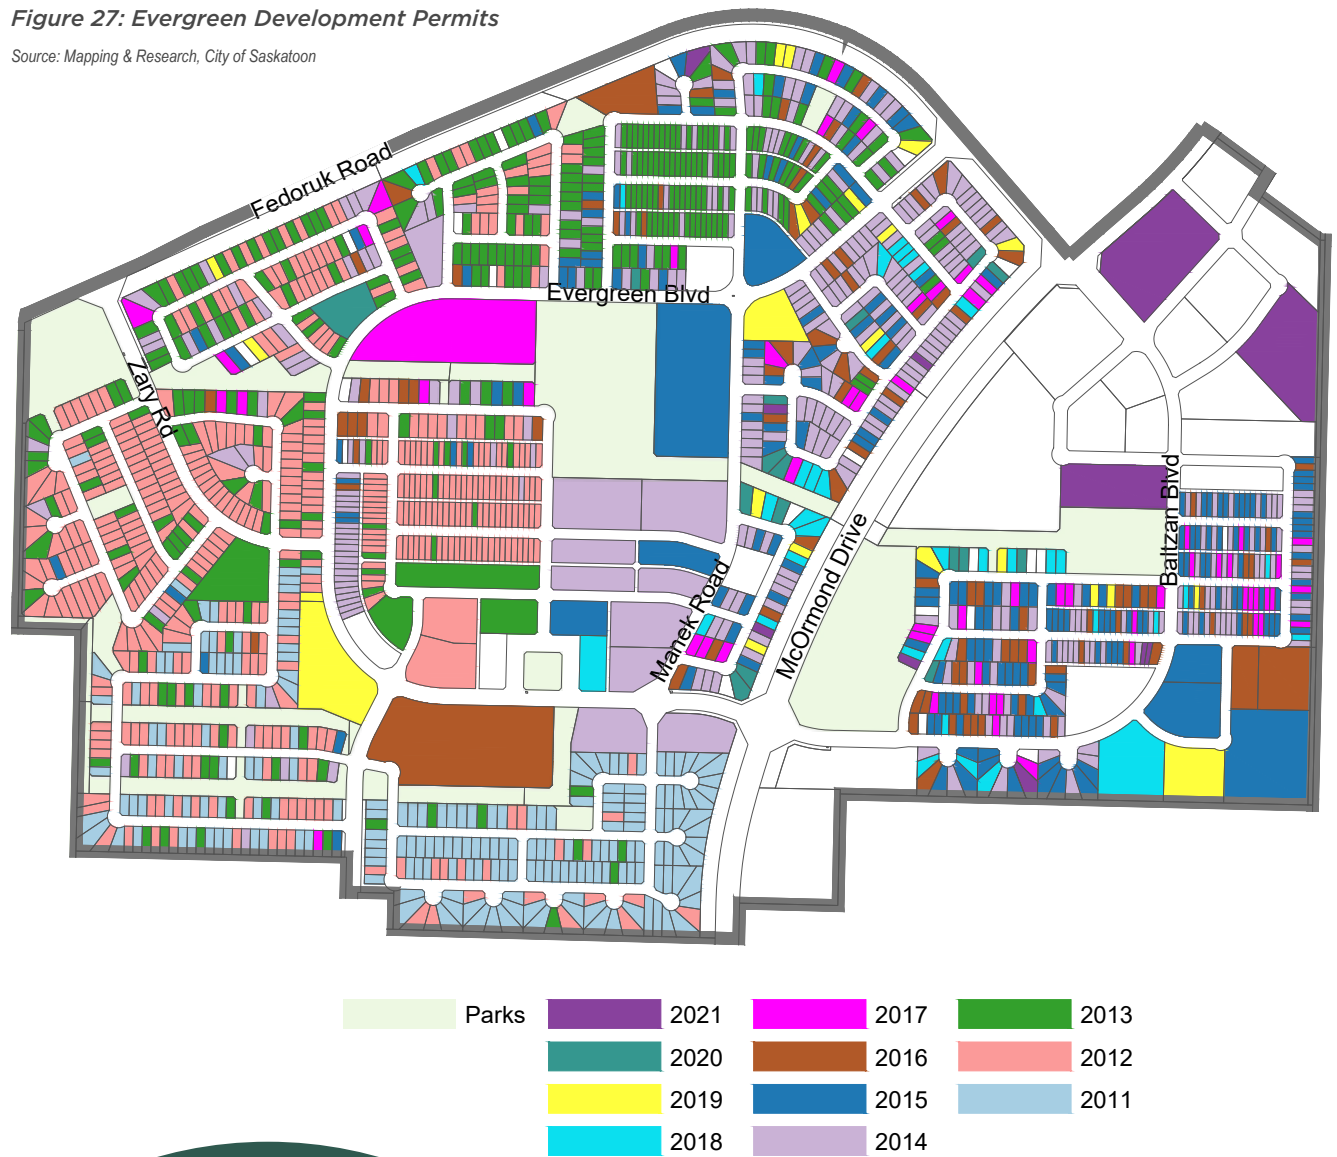 Figure 27: Evergreen Development Permits
Source: Mapping & Research, City of Saskatoon
Fedoruk Road
Evergreen Blvd
Zary Rd
Baltzan Blvd
McOrmond Drive
Manek Road
Parks
2021
2017
2013
2020
2016
2012
2019
2015
2011
2018
2014